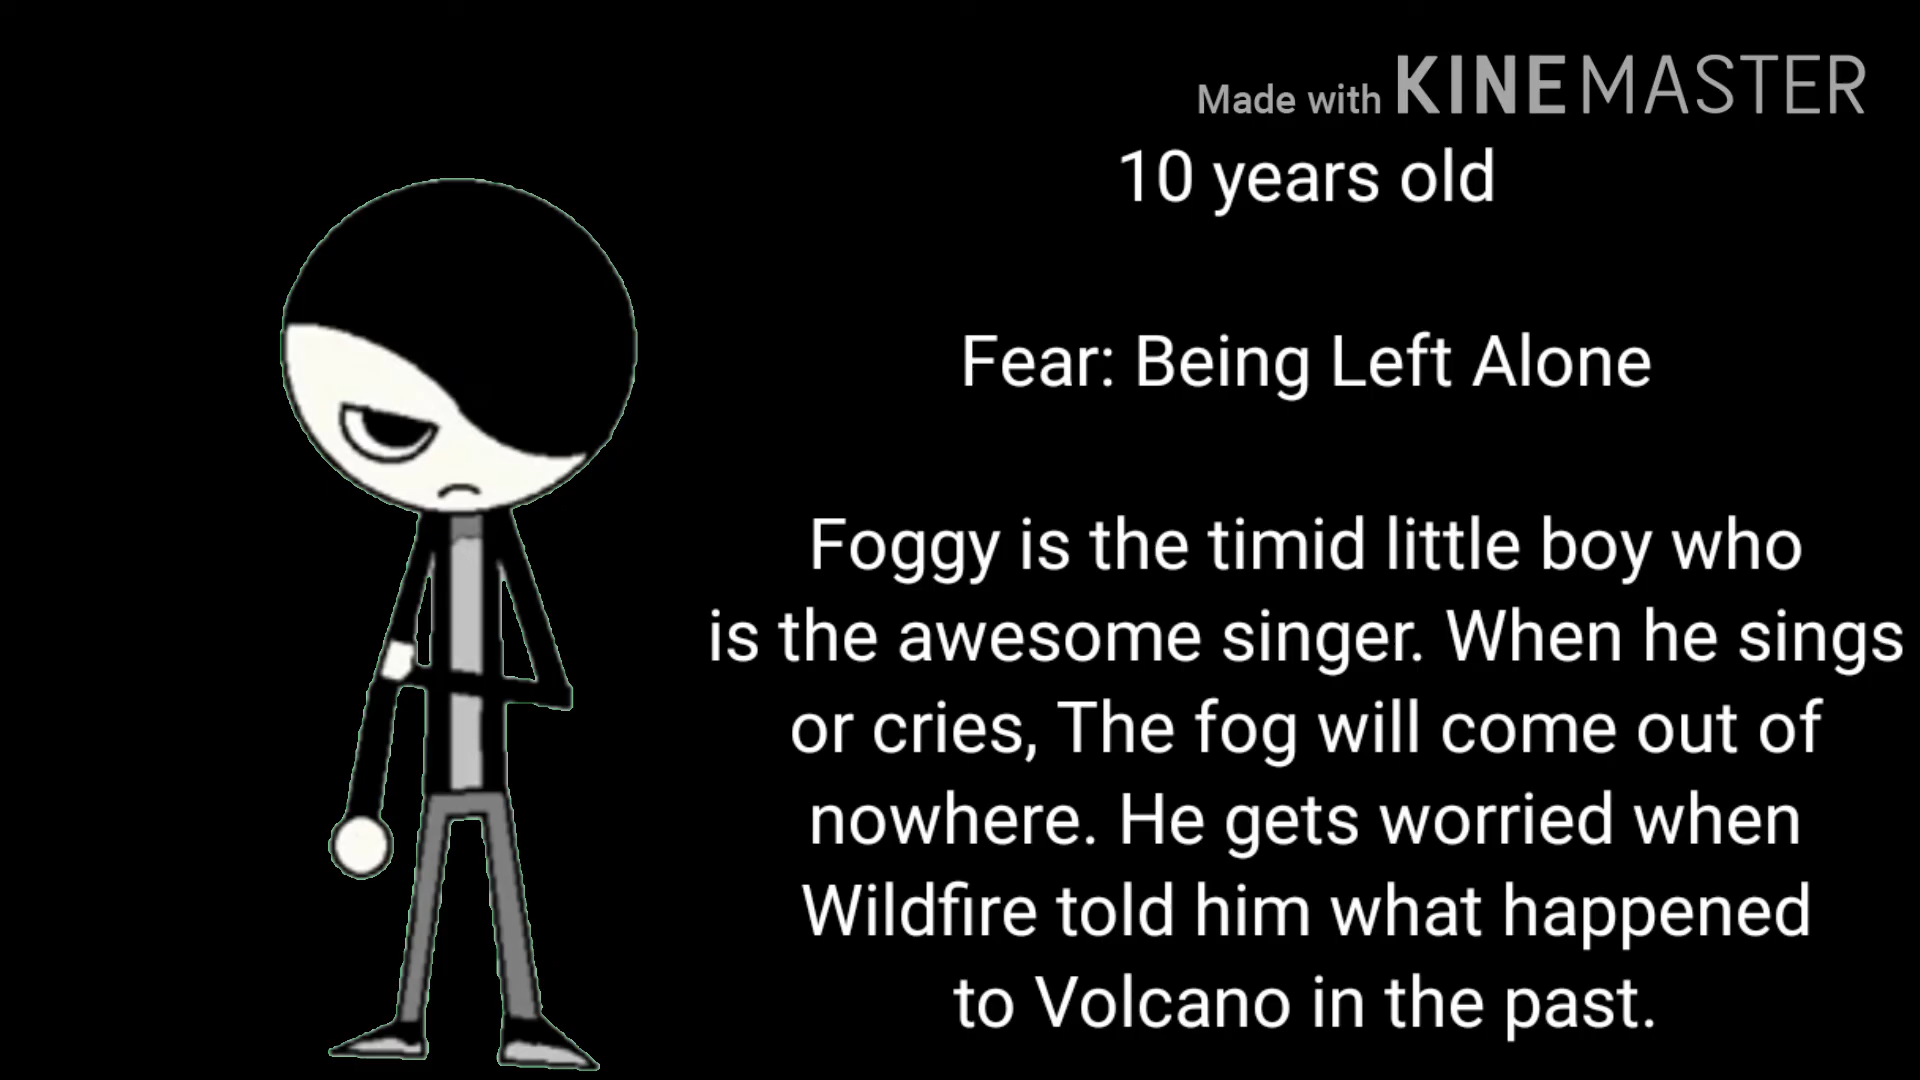 Made with KINEMASTER
10 years old
Fear: Being Left Alone
Foggy is the timid little boy who
is the awesome singer. When he sings
or cries, The fog will come out of
nowhere. He gets worried when
Wildfire told him what happened
to Volcano in the past.